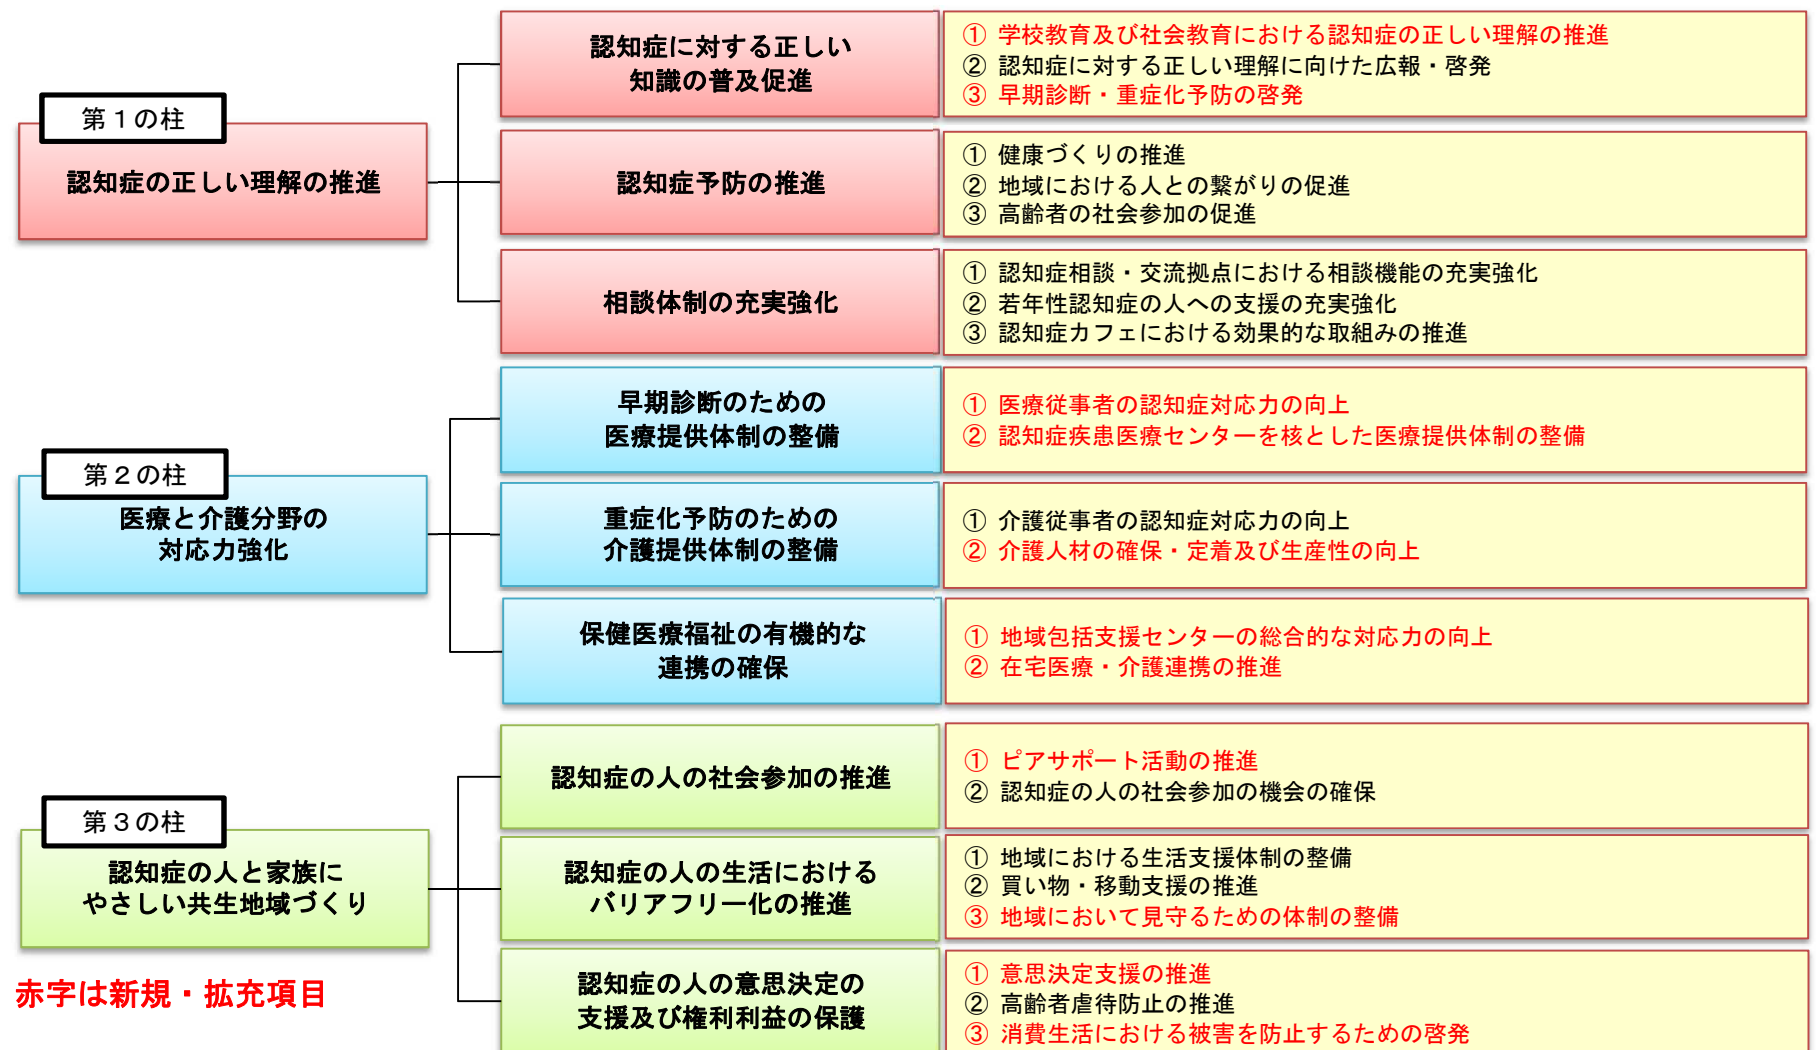 第１の柱
認知症の正しい理解の推進
認知症に対する正しい
知識の普及促進
① 学校教育及び社会教育における認知症の正しい理解の推進
② 認知症に対する正しい理解に向けた広報・啓発
③ 早期診断・重症化予防の啓発
認知症予防の推進
① 健康づくりの推進
② 地域における人との繋がりの促進
③ 高齢者の社会参加の促進
相談体制の充実強化
① 認知症相談・交流拠点における相談機能の充実強化
② 若年性認知症の人への支援の充実強化
③ 認知症カフェにおける効果的な取組みの推進
第２の柱
医療と介護分野の
対応力強化
早期診断のための
医療提供体制の整備
① 医療従事者の認知症対応力の向上
② 認知症疾患医療センターを核とした医療提供体制の整備
重症化予防のための
介護提供体制の整備
① 介護従事者の認知症対応力の向上
② 介護人材の確保・定着及び生産性の向上
保健医療福祉の有機的な
連携の確保
① 地域包括支援センターの総合的な対応力の向上
② 在宅医療・介護連携の推進
第３の柱
認知症の人と家族に
やさしい共生地域づくり
認知症の人の社会参加の推進
① ピアサポート活動の推進
② 認知症の人の社会参加の機会の確保
認知症の人の生活における
バリアフリー化の推進
① 地域における生活支援体制の整備
② 買い物・移動支援の推進
③ 地域において見守るための体制の整備
認知症の人の意思決定の
支援及び権利利益の保護
① 意思決定支援の推進
② 高齢者虐待防止の推進
③ 消費生活における被害を防止するための啓発
赤字は新規・拡充項目